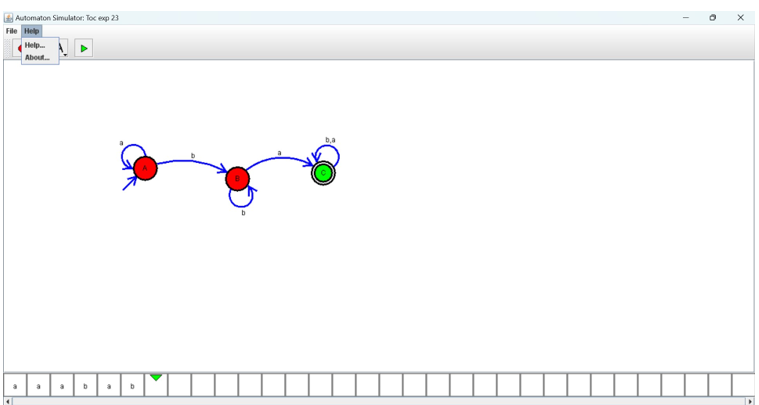 Automaton Simulator: Toc exp 23
File Help
Help...
About...
A
a
b
a
b,a
A
B
C
b
a a a b a b